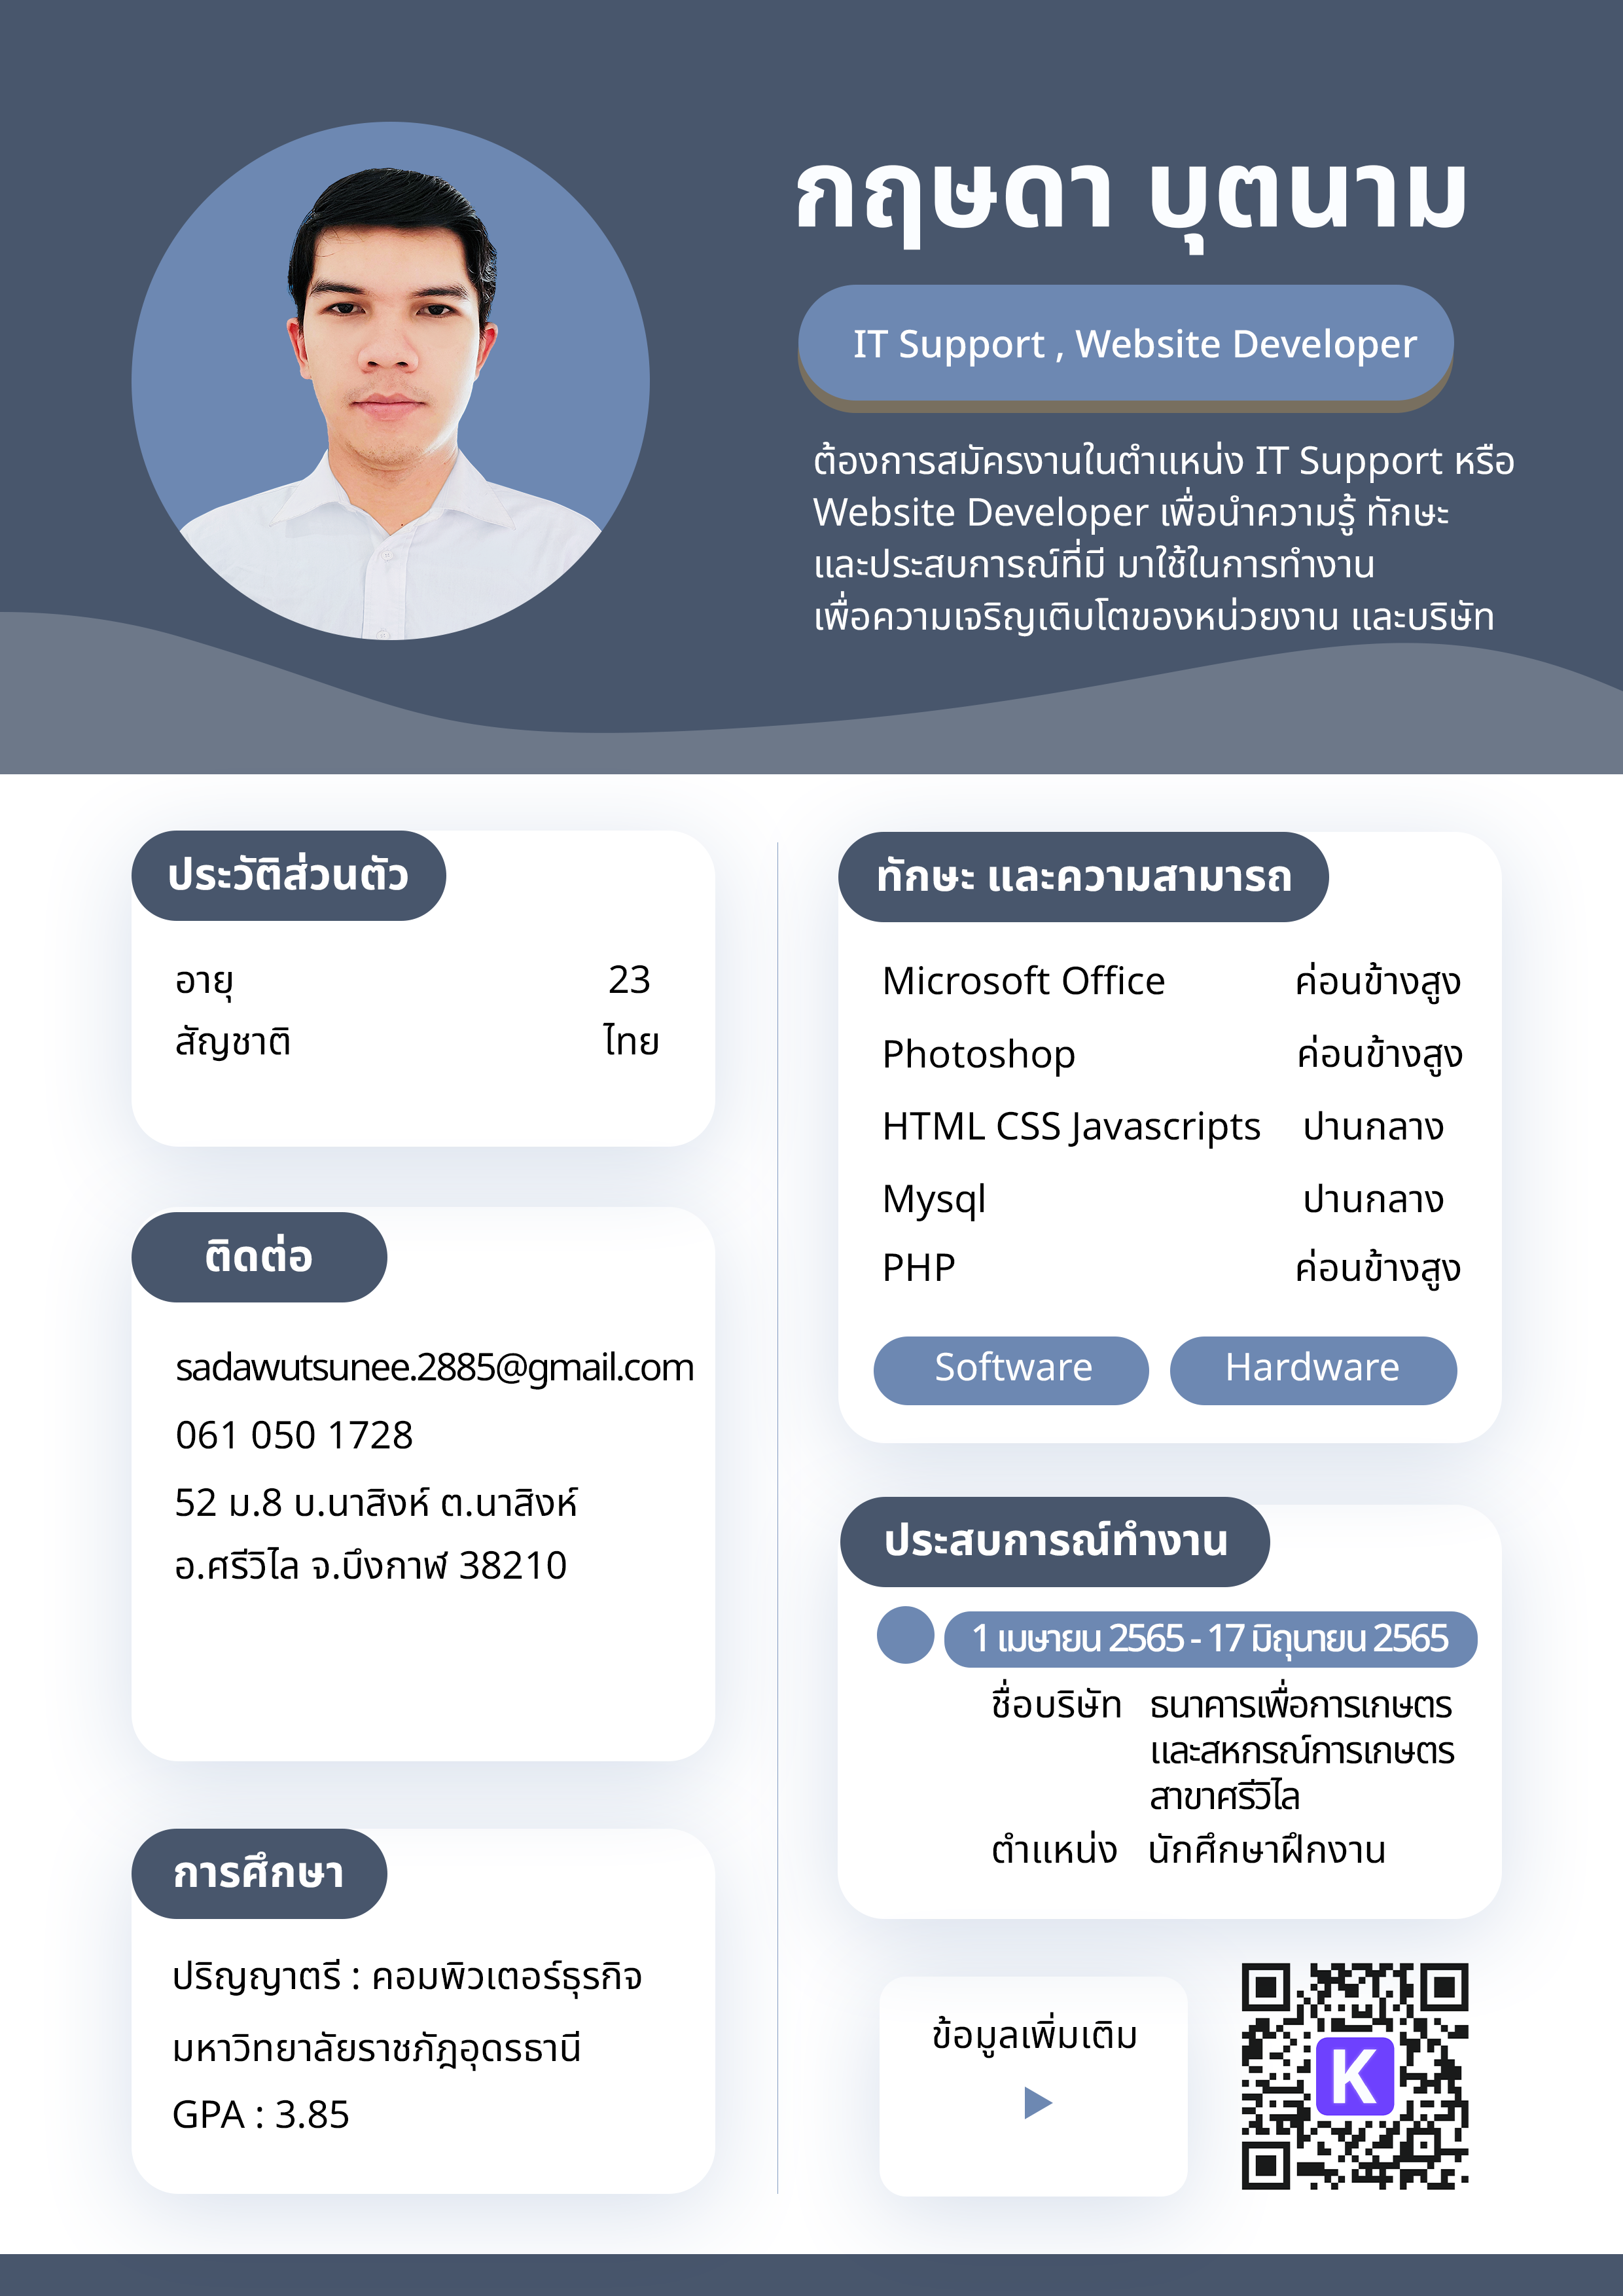 กฤษดา บุตนาม
IT Support , Website Developer
ต้องการสมัครงานในตำแหน่ง IT Support หรือ
Website Developer เพื่อนำความรู้ ทักษะ
และประสบการณ์ที่มี มาใช้ในการทำงาน
เพื่อความเจริญเติบโตของหน่วยงาน และบริษัท
ประวัติส่วนตัว
อายุ 23
สัญชาติ ไทย
ติดต่อ
sadawutsunee.2885@gmail.com
061 050 1728
52 ม.8 บ.นาสิงห์ ต.นาสิงห์
อ.ศรีวิไล จ.บึงกาฬ 38210
การศึกษา
ปริญญาตรี : คอมพิวเตอร์ธุรกิจ
มหาวิทยาลัยราชภัฎอุดรธานี
GPA : 3.85
ทักษะ และความสามารถ
Microsoft Office ค่อนข้างสูง
Photoshop ค่อนข้างสูง
HTML CSS Javascripts ปานกลาง
Mysql ปานกลาง
PHP ค่อนข้างสูง
Software Hardware
ประสบการณ์ทำงาน
1 เมษายน 2565 - 17 มิถุนายน 2565
ชื่อบริษัท ธนาคารเพื่อการเกษตร
และสหกรณ์การเกษตร
สาขาศรีวิไล
ตำแหน่ง นักศึกษาฝึกงาน
ข้อมูลเพิ่มเติม
K